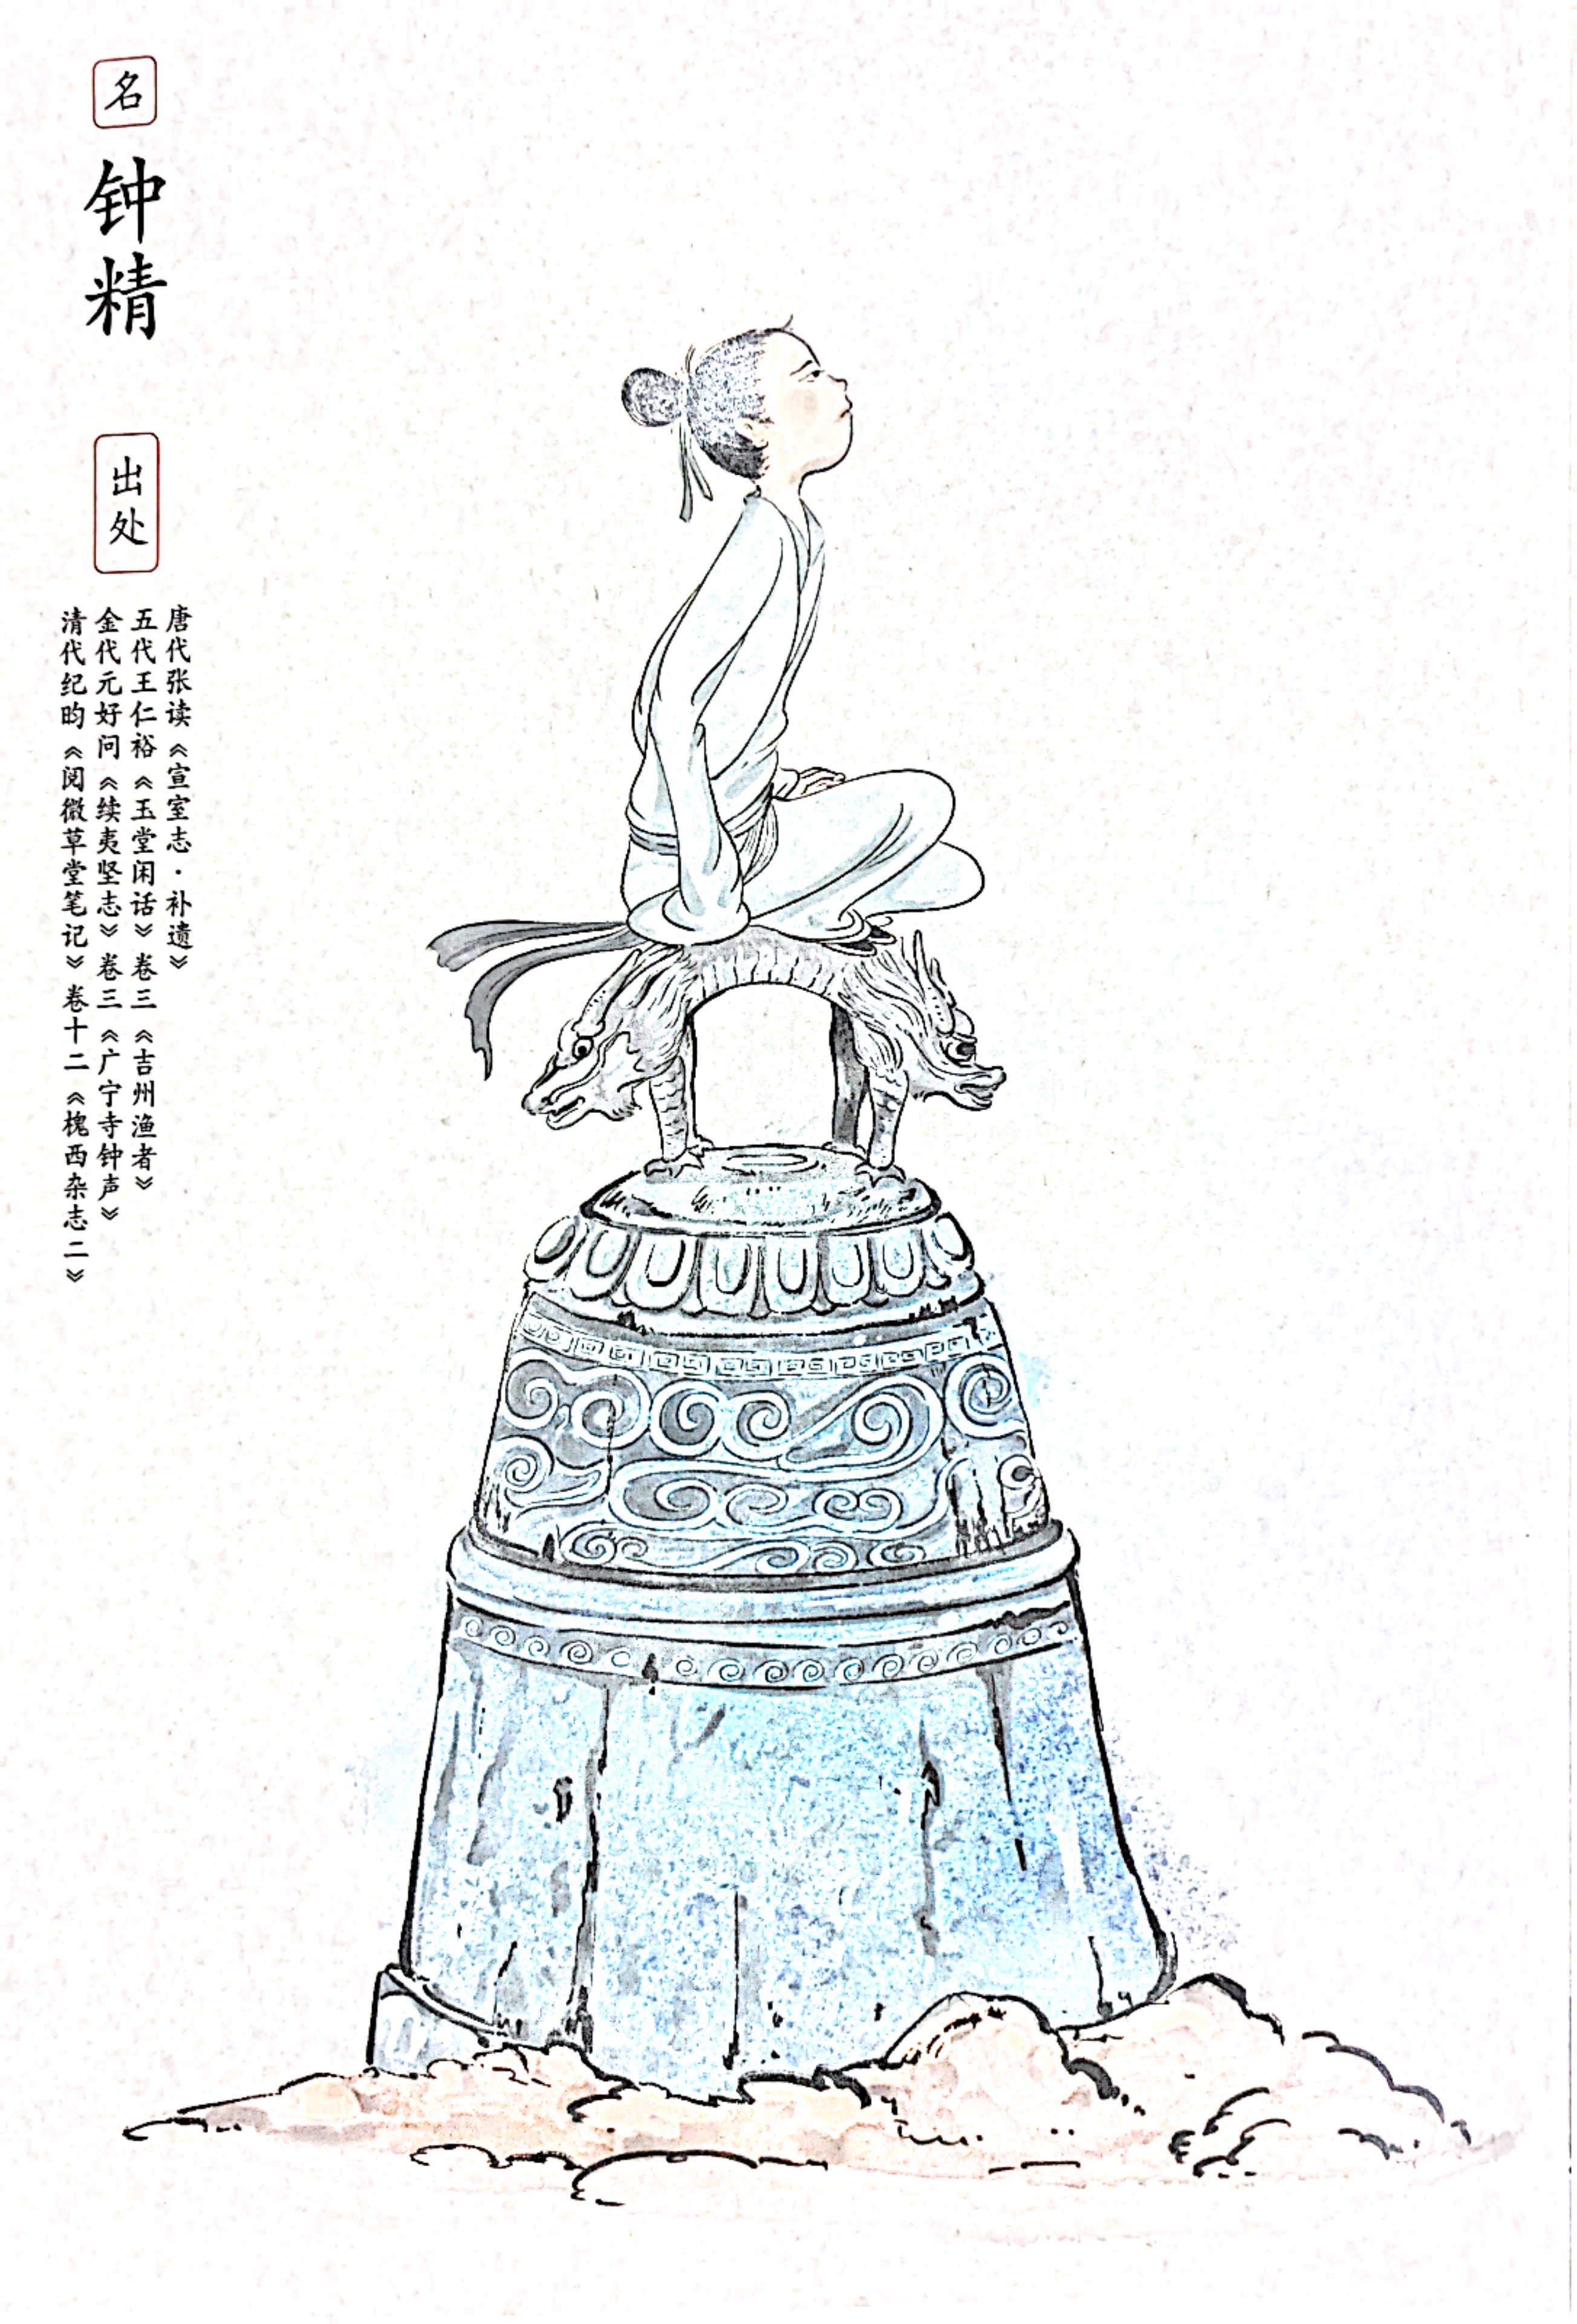 名
钟精
出处
唐代张读《宣室志·补遗》
五代王仁裕《玉堂闲话》卷三《吉州渔者》
金代元好问《续夷坚志》卷三《广宁寺钟声》
清代纪昀《阅微草堂笔记》卷十二《槐西杂志二》